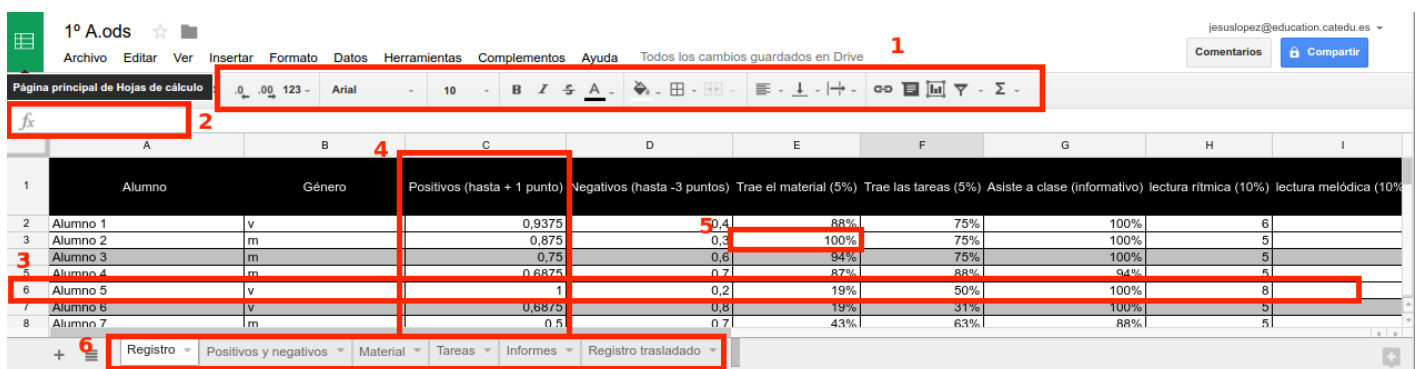 1º A.ods
jesuslopez@education.catedu.es
Archivo Editar Ver Insertar Formato Datos Herramientas Complementos Ayuda Todos los cambios guardados en Drive 1 Comentarios Compartir
Página principal de Hojas de cálculo .0 .00 123 Arial 10 B I S A Σ
fx 2
A B 4 C D E F G H I
1 Alumno Género Positivos (hasta + 1 punto) Negativos (hasta -3 puntos) Trae el material (5%) Trae las tareas (5%) Asiste a clase (informativo) lectura rítmica (10%) lectura melódica (10%
2 Alumno 1 v 0,9375 0,4 88% 75% 100% 6
5
3 Alumno 2 m 0,875 0,3 100% 75% 100% 5
3 Alumno 3 m 0,75 0,6 94% 75% 100% 5
5 Alumno 4 m 0,6875 0,7 87% 88% 94% 5
6 Alumno 5 v 1 0,2 19% 50% 100% 8
7 Alumno 6 v 0,6875 0,8 19% 31% 100% 5
8 Alumno 7 m 0,5 0,7 43% 63% 88% 5
6 Registro Positivos y negativos Material Tareas Informes Registro trasladado